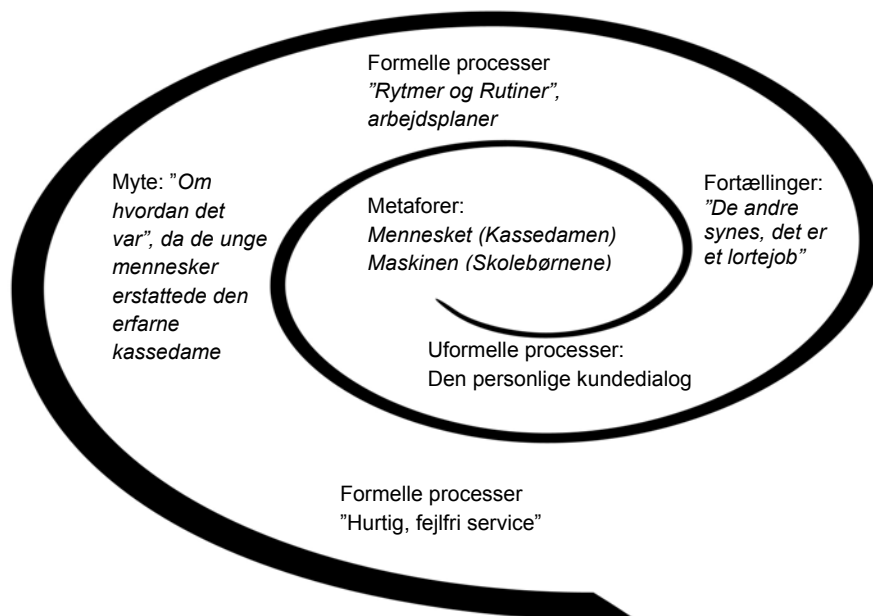 Formelle processer
”Rytmer og Rutiner”,
arbejdsplaner
Myte: ”Om
hvordan det
var”, da de unge
mennesker
erstattede den
erfarne
kassedame
Metaforer:
Mennesket (Kassedamen)
Maskinen (Skolebørnene)
Fortællinger:
”De andre
synes, det er
et lortejob”
Uformelle processer:
Den personlige kundedialog
Formelle processer
”Hurtig, fejlfri service”